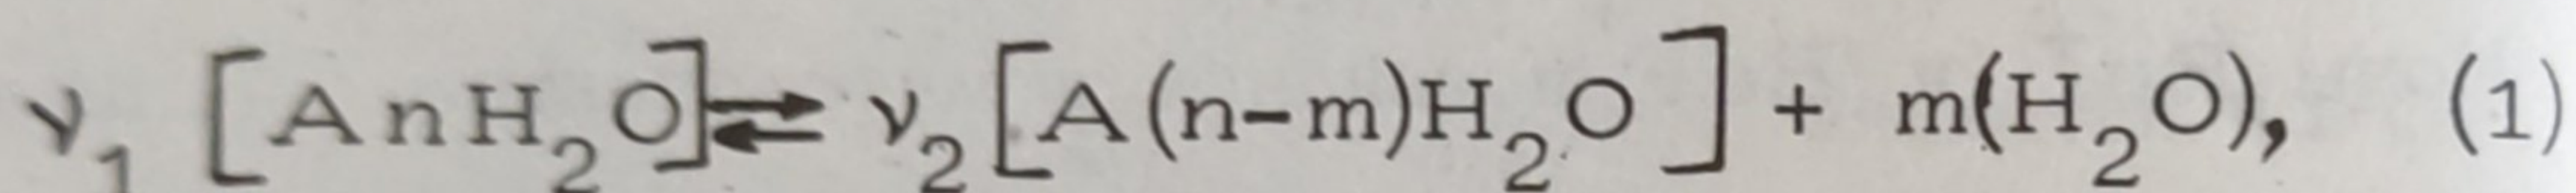 ν₁ [AnH₂O] ⇄ ν₂ [A(n-m)H₂O] + m(H₂O), (1)